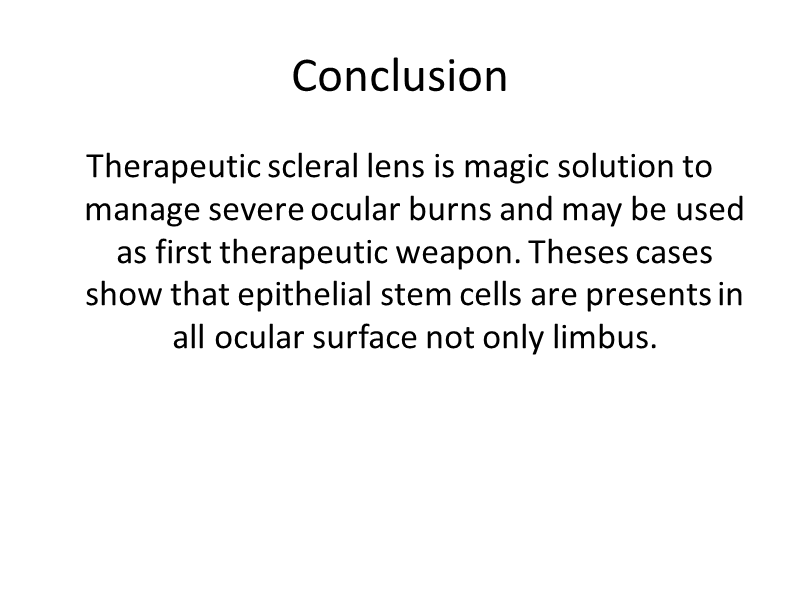 Conclusion
Therapeutic scleral lens is magic solution to
manage severe ocular burns and may be used
as first therapeutic weapon. Theses cases
show that epithelial stem cells are presents in
all ocular surface not only limbus.